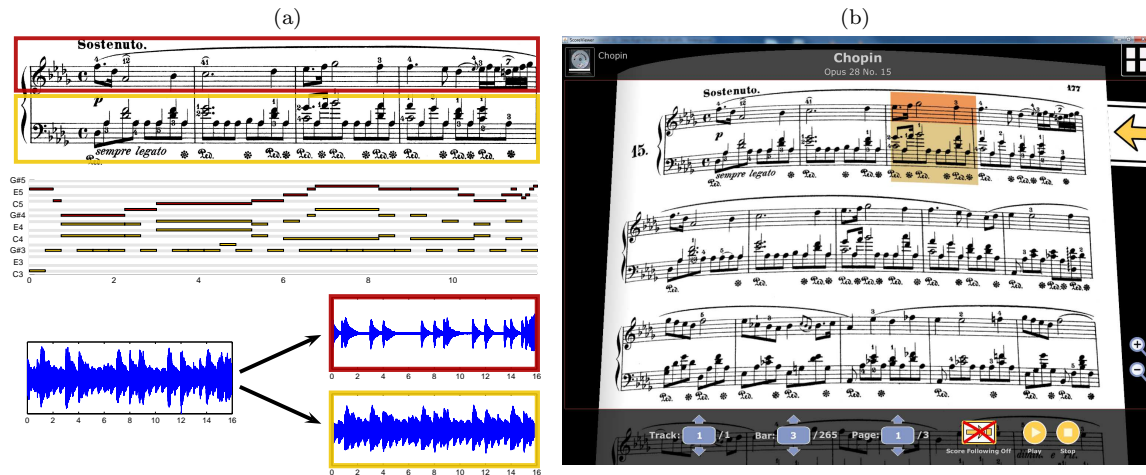 (a)
(b)
Sostenuto.
p
sempre legato
G#5
E5
C5
G#4
E4
C4
G#3
E3
C3
0 2 4 6 8 10
0 2 4 6 8 10 12 14 16
0 2 4 6 8 10 12 14 16
0 2 4 6 8 10 12 14 16
ScoreViewer
Chopin
Chopin
Opus 28 No. 15
177
Sostenuto.
15.
p
sempre legato
Track: 1 /1 Bar: 3 /265 Page: 1 /3
Score Following Off Play Stop